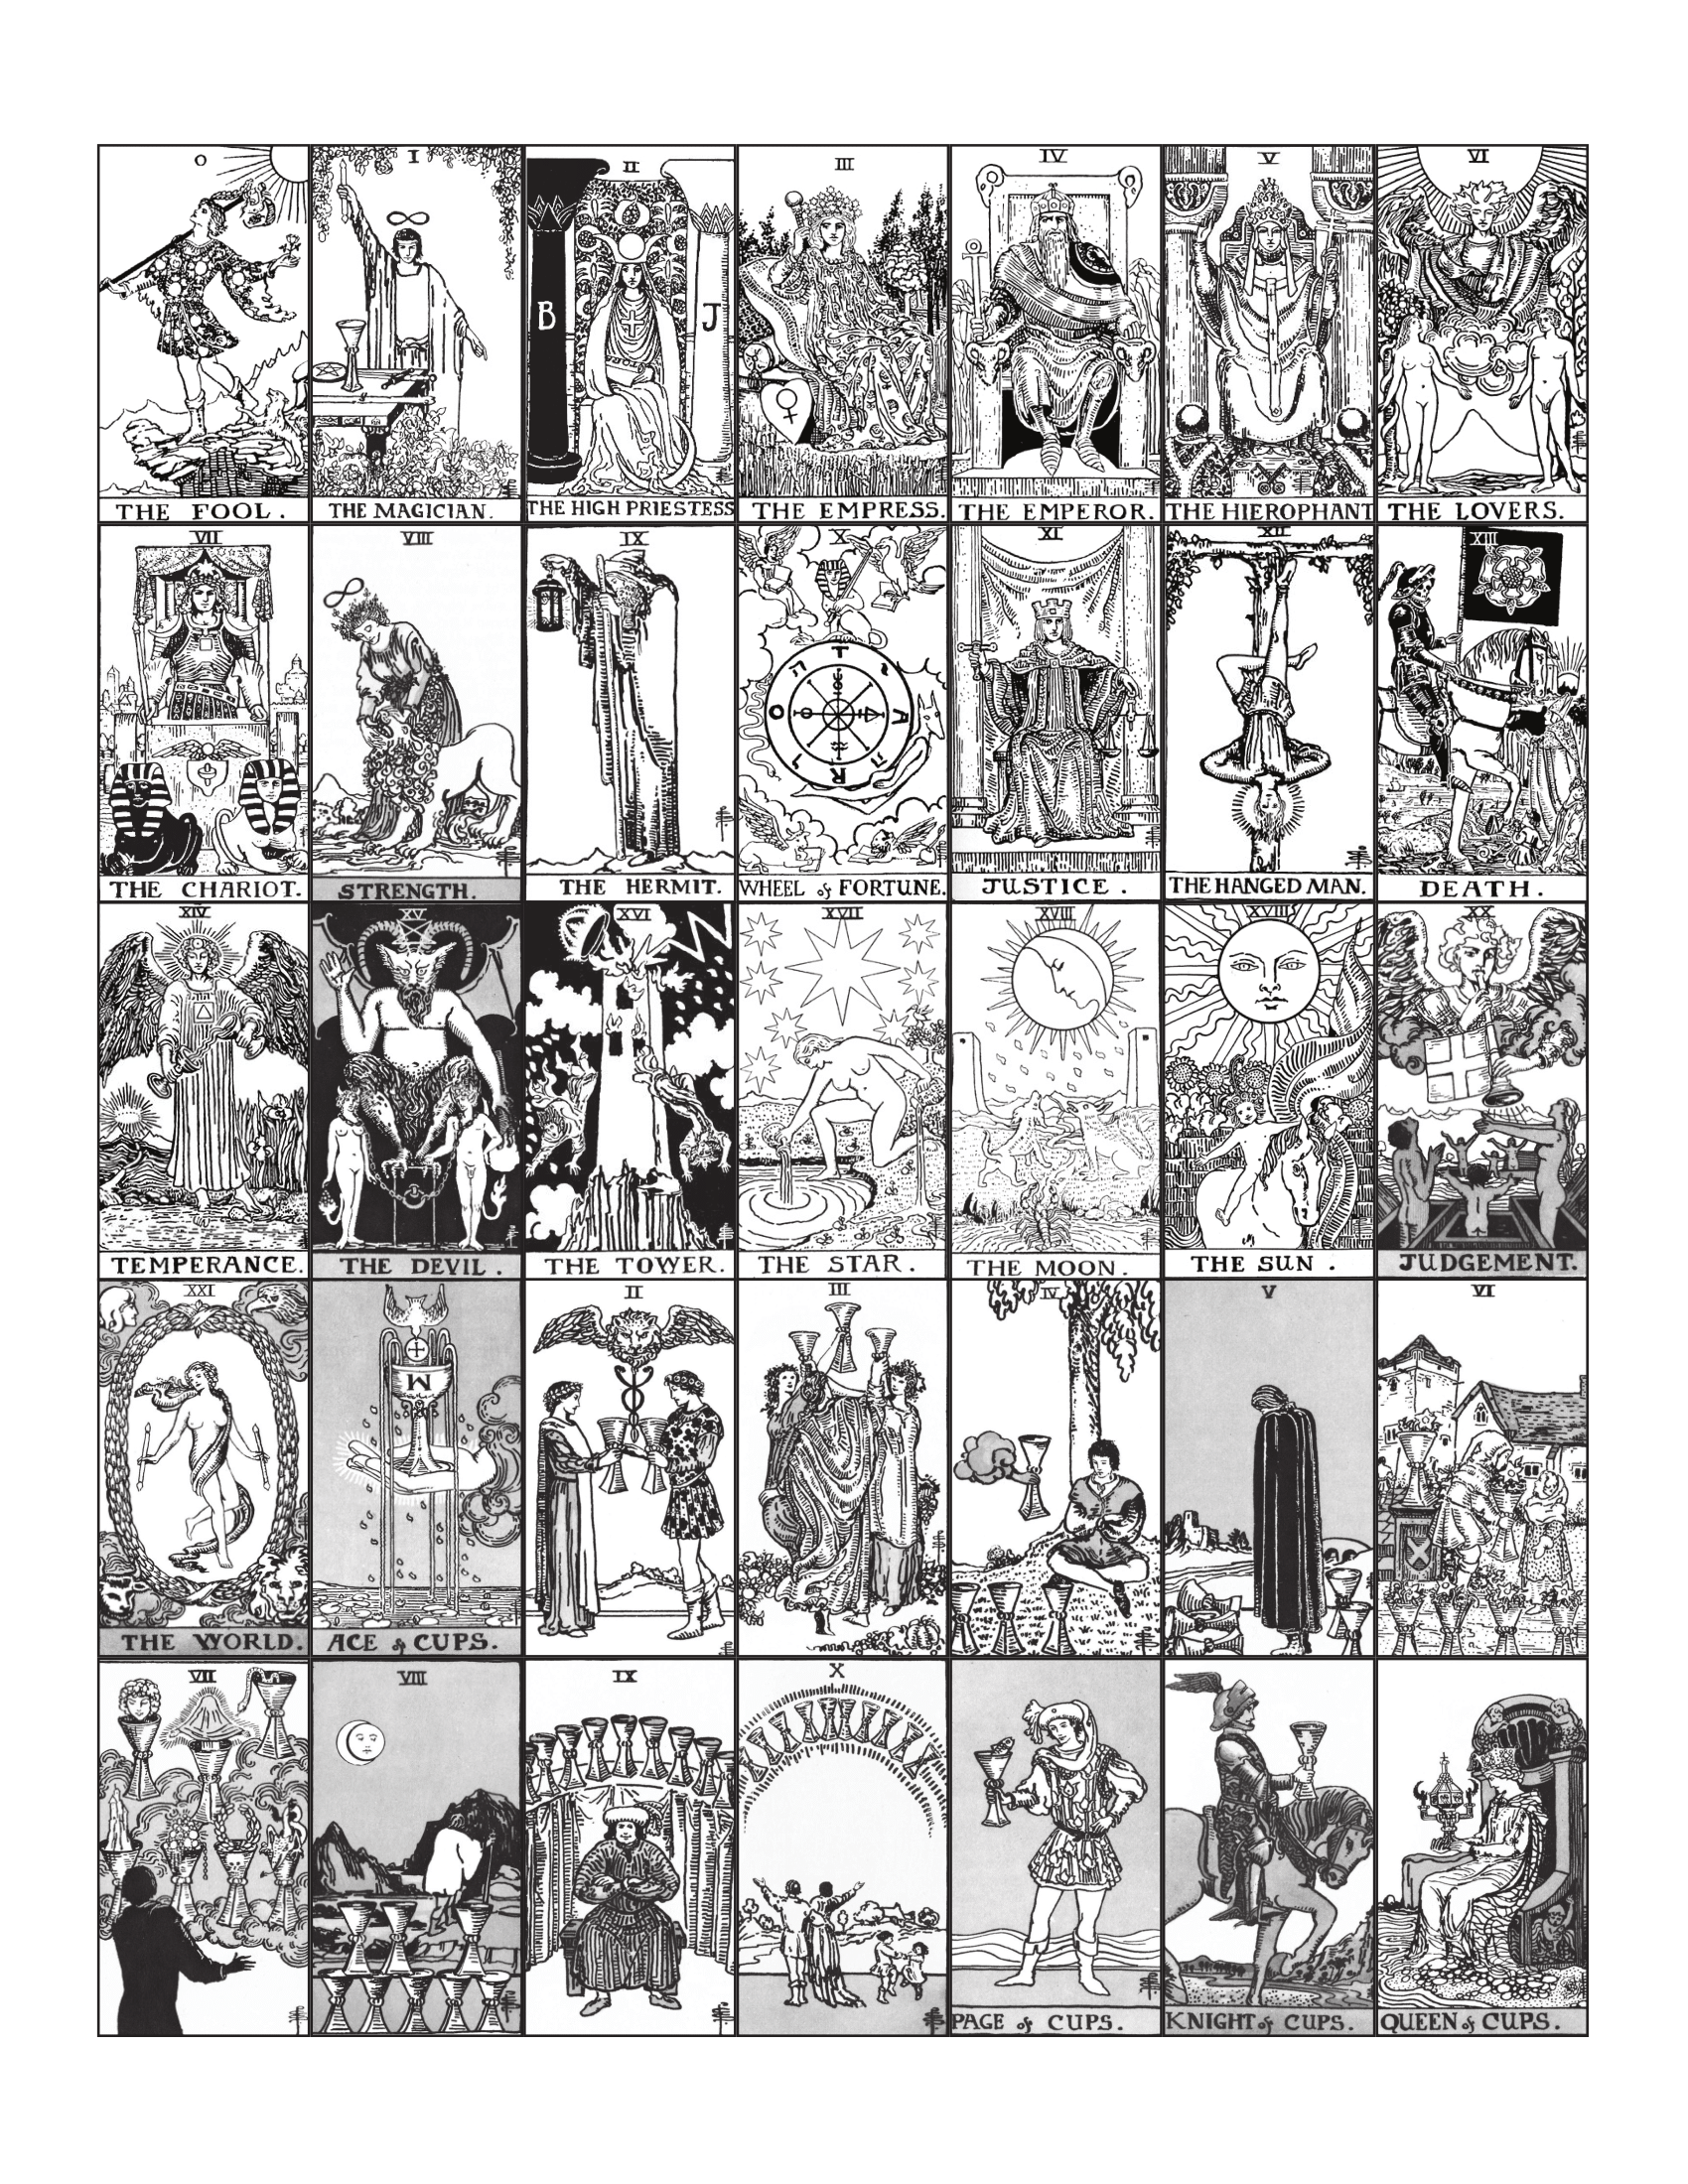 0
THE FOOL.
I
THE MAGICIAN.
II
B J
THE HIGH PRIESTESS
III
THE EMPRESS.
IV
THE EMPEROR.
V
THE HIEROPHANT
VI
THE LOVERS.
VII
THE CHARIOT.
VIII
STRENGTH.
IX
THE HERMIT.
X
T A R O
WHEEL of FORTUNE.
XI
JUSTICE.
XII
THE HANGED MAN.
XIII
DEATH.
XIV
TEMPERANCE.
XV
THE DEVIL.
XVI
THE TOWER.
XVII
THE STAR.
XVIII
THE MOON.
XVIII
THE SUN.
XX
JUDGEMENT.
XXI
THE WORLD.
M
ACE of CUPS.
II
III
IV
V
VI
VII
VIII
IX
X
PAGE of CUPS.
KNIGHT of CUPS.
QUEEN of CUPS.